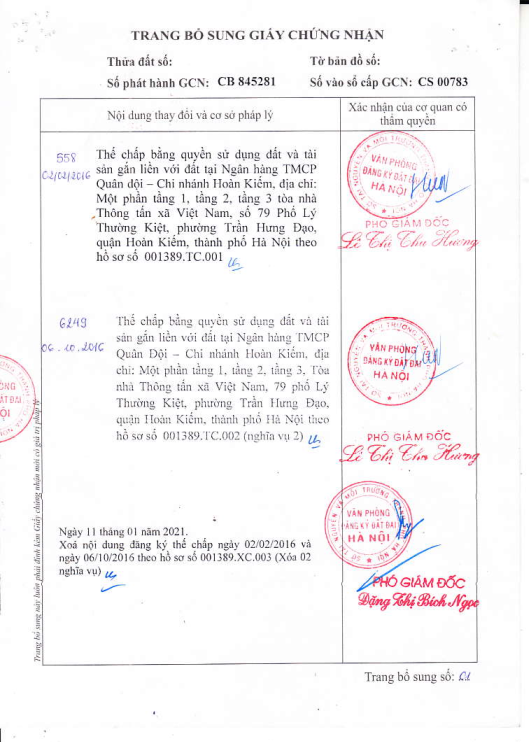 TRANG BỔ SUNG GIẤY CHỨNG NHẬN
Thửa đất số:
Tờ bản đồ số:
Số phát hành GCN: CB 845281
Số vào sổ cấp GCN: CS 00783
Nội dung thay đổi và cơ sở pháp lý
Xác nhận của cơ quan có
thẩm quyền
558
02/02/2016
Thế chấp bằng quyền sử dụng đất và tài
sản gắn liền với đất tại Ngân hàng TMCP
Quân đội – Chi nhánh Hoàn Kiếm, địa chỉ:
Một phần tầng 1, tầng 2, tầng 3 tòa nhà
Thông tấn xã Việt Nam, số 79 Phố Lý
Thường Kiệt, phường Trần Hưng Đạo,
quận Hoàn Kiếm, thành phố Hà Nội theo
hồ sơ số 001389.TC.001
VĂN PHÒNG
ĐĂNG KÝ ĐẤT ĐAI
HÀ NỘI
PHÓ GIÁM ĐỐC
Lê Thị Thu Hương
6249
06.10.2016
Thế chấp bằng quyền sử dụng đất và tài
sản gắn liền với đất tại Ngân hàng TMCP
Quân Đội – Chi nhánh Hoàn Kiếm, địa
chỉ: Một phần tầng 1, tầng 2, tầng 3, Tòa
nhà Thông tấn xã Việt Nam, 79 phố Lý
Thường Kiệt, phường Trần Hưng Đạo,
quận Hoàn Kiếm, thành phố Hà Nội theo
hồ sơ số 001389.TC.002 (nghĩa vụ 2)
VĂN PHÒNG
ĐĂNG KÝ ĐẤT ĐAI
HÀ NỘI
PHÓ GIÁM ĐỐC
Lê Thị Thu Hương
Ngày 11 tháng 01 năm 2021.
Xoá nội dung đăng ký thế chấp ngày 02/02/2016 và
ngày 06/10/2016 theo hồ sơ số 001389.XC.003 (Xóa 02
nghĩa vụ)
VĂN PHÒNG
ĐĂNG KÝ ĐẤT ĐAI
HÀ NỘI
PHÓ GIÁM ĐỐC
Đặng Thị Bích Ngọc
Trang bổ sung này luôn phải đính kèm Giấy chứng nhận mới có giá trị pháp lý
Trang bổ sung số: 01